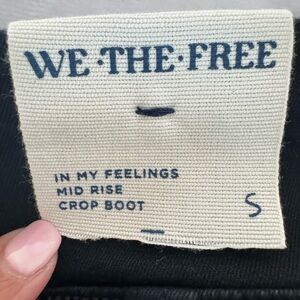 WE·THE·FREE
IN MY FEELINGS
MID RISE
CROP BOOT
S